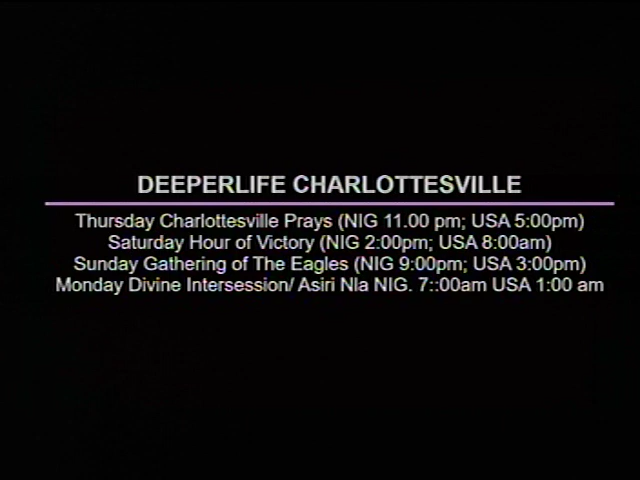 DEEPERLIFE CHARLOTTESVILLE
Thursday Charlottesville Prays (NIG 11.00 pm; USA 5:00pm)
Saturday Hour of Victory (NIG 2:00pm; USA 8:00am)
Sunday Gathering of The Eagles (NIG 9:00pm; USA 3:00pm)
Monday Divine Intersession/ Asiri Nla NIG. 7::00am USA 1:00 am